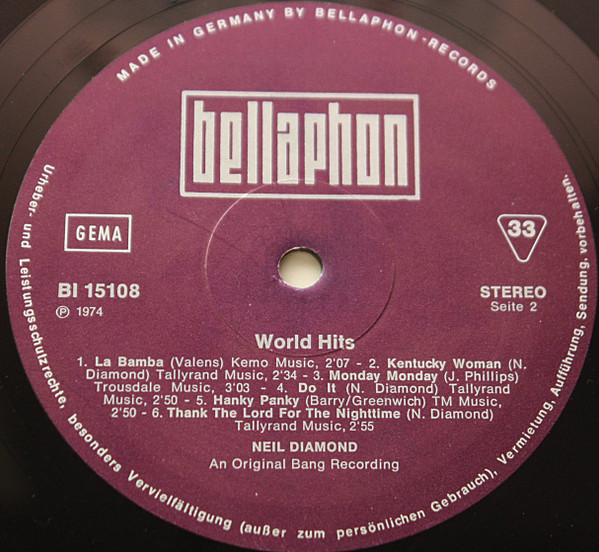 MADE IN GERMANY BY BELLAPHON-RECORDS
bellaphon
GEMA
33
BI 15108
℗ 1974
STEREO
Seite 2
World Hits
1. La Bamba (Valens) Kemo Music, 2'07 - 2. Kentucky Woman (N.
Diamond) Tallyrand Music, 2'34 - 3. Monday Monday (J. Phillips)
Trousdale Music, 3'03 - 4. Do It (N. Diamond) Tallyrand
Music, 2'50 - 5. Hanky Panky (Barry/Greenwich) TM Music,
2'50 - 6. Thank The Lord For The Nighttime (N. Diamond)
Tallyrand Music, 2'55
NEIL DIAMOND
An Original Bang Recording
Urheber- und Leistungsschutzrechte, besonders Vervielfältigung (außer zum persönlichen Gebrauch), Vermietung, Aufführung, Sendung, vorbehalten.